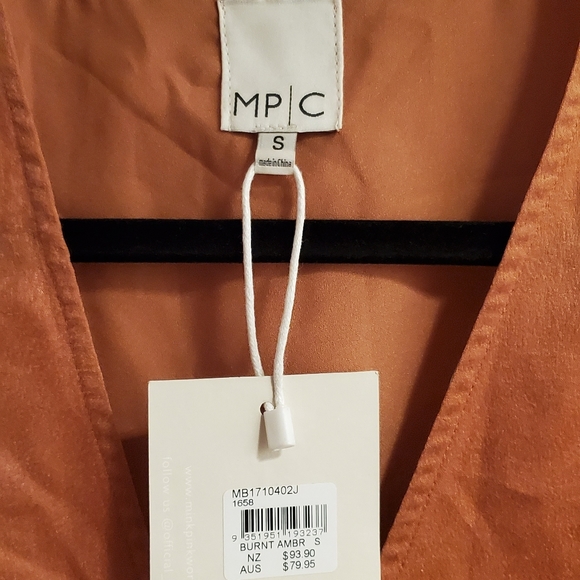 MP|C
S
made in China
MB1710402J
1658
9 351951 193237
BURNT AMBR S
NZ $93.90
AUS $79.95